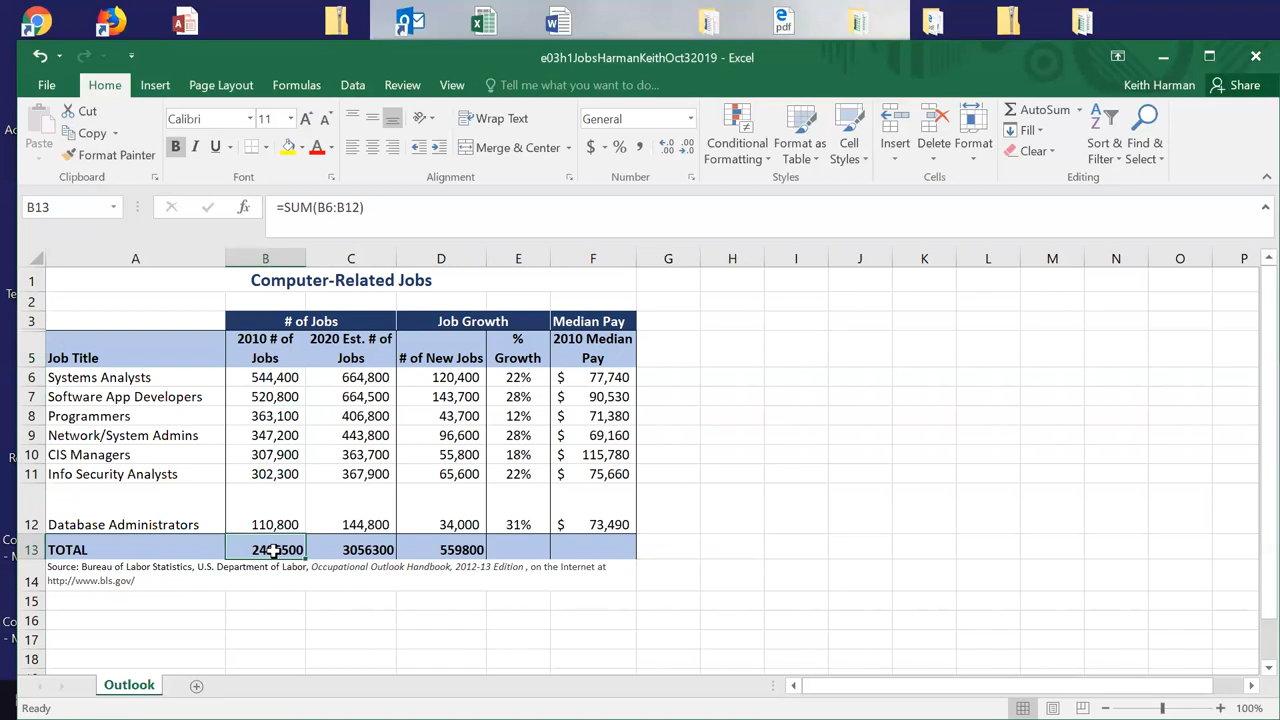 e03h1JobsHarmanKeithOct32019 - Excel
File Home Insert Page Layout Formulas Data Review View Tell me what you want to do... Keith Harman Share
Cut
Copy
Format Painter
Paste
Clipboard
Calibri 11
B I U
Font
Wrap Text
Merge & Center
Alignment
General
$ % ,
Number
Conditional Formatting
Format as Table
Cell Styles
Styles
Insert Delete Format
Cells
AutoSum
Fill
Clear
Sort & Filter
Find & Select
Editing
B13 fx =SUM(B6:B12)
A B C D E F G H I J K L M N O P
1 Computer-Related Jobs
2
3 # of Jobs Job Growth Median Pay
5 Job Title 2010 # of Jobs 2020 Est. # of Jobs # of New Jobs % Growth 2010 Median Pay
6 Systems Analysts 544,400 664,800 120,400 22% $ 77,740
7 Software App Developers 520,800 664,500 143,700 28% $ 90,530
8 Programmers 363,100 406,800 43,700 12% $ 71,380
9 Network/System Admins 347,200 443,800 96,600 28% $ 69,160
10 CIS Managers 307,900 363,700 55,800 18% $ 115,780
11 Info Security Analysts 302,300 367,900 65,600 22% $ 75,660
12 Database Administrators 110,800 144,800 34,000 31% $ 73,490
13 TOTAL 3056300 559800
14 Source: Bureau of Labor Statistics, U.S. Department of Labor, Occupational Outlook Handbook, 2012-13 Edition , on the Internet at
http://www.bls.gov/
15
16
17
18
Outlook
Ready 100%